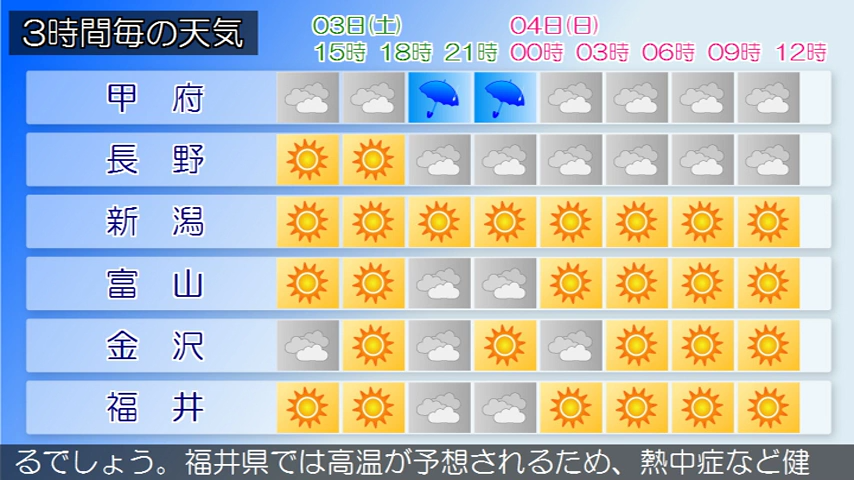 3時間毎の天気
03日(土) 04日(日)
15時 18時 21時 00時 03時 06時 09時 12時
甲府
長野
新潟
富山
金沢
福井
るでしょう。福井県では高温が予想されるため、熱中症など健